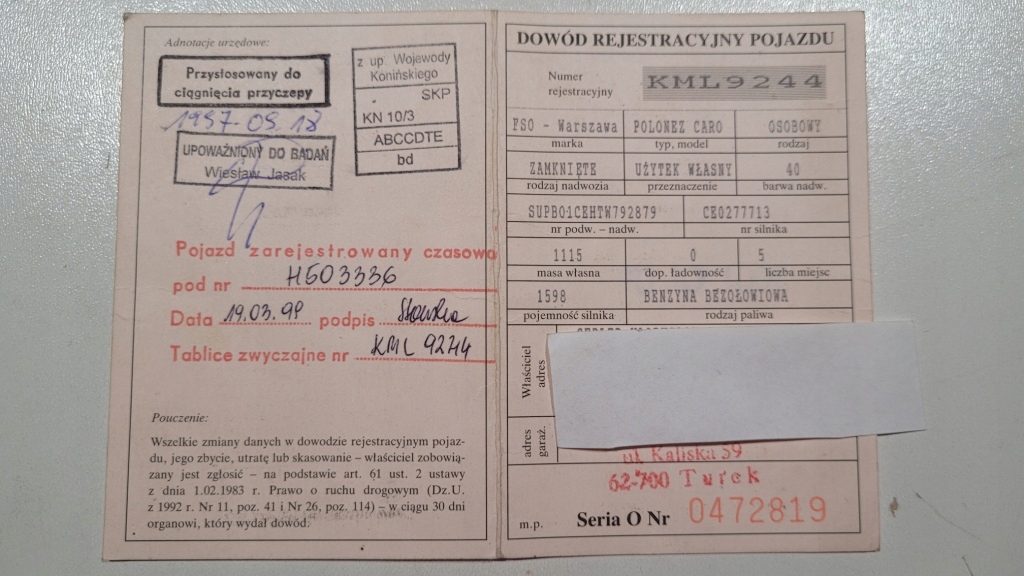 Adnotacje urzędowe:
Przystosowany do
ciągnięcia przyczepy
1997-09-18
UPOWAŻNIONY DO BADAŃ
Wiesław Jasak
z up. Wojewody
Konińskiego
SKP
KN 10/3
ABCCDTE
bd
Pojazd zarejestrowany czasowo
pod nr H503336
Data 19.03.98 podpis
Tablice zwyczajne nr KML 9244
Pouczenie:
Wszelkie zmiany danych w dowodzie rejestracyjnym pojaz-
du, jego zbycie, utratę lub skasowanie – właściciel zobowią-
zany jest zgłosić – na podstawie art. 61 ust. 2 ustawy
z dnia 1.02.1983 r. Prawo o ruchu drogowym (Dz.U.
z 1992 r. Nr 11, poz. 41 i Nr 26, poz. 114) – w ciągu 30 dni
organowi, który wydał dowód.
DOWÓD REJESTRACYJNY POJAZDU
Numer
rejestracyjny
KML9244
FSO - Warszawa POLONEZ CARO OSOBOWY
marka typ, model rodzaj
ZAMKNIĘTE UŻYTEK WŁASNY 40
rodzaj nadwozia przeznaczenie barwa nadw.
SUPB01CEHTW792879 CE0277713
nr podw. – nadw. nr silnika
1115 0 5
masa własna dop. ładowność liczba miejsc
1598 BENZYNA BEZOŁOWIOWA
pojemność silnika rodzaj paliwa
Właściciel
adres
adres
garaż.
ul. Kaliska 59
62-700 Turek
m.p. Seria O Nr 0472819